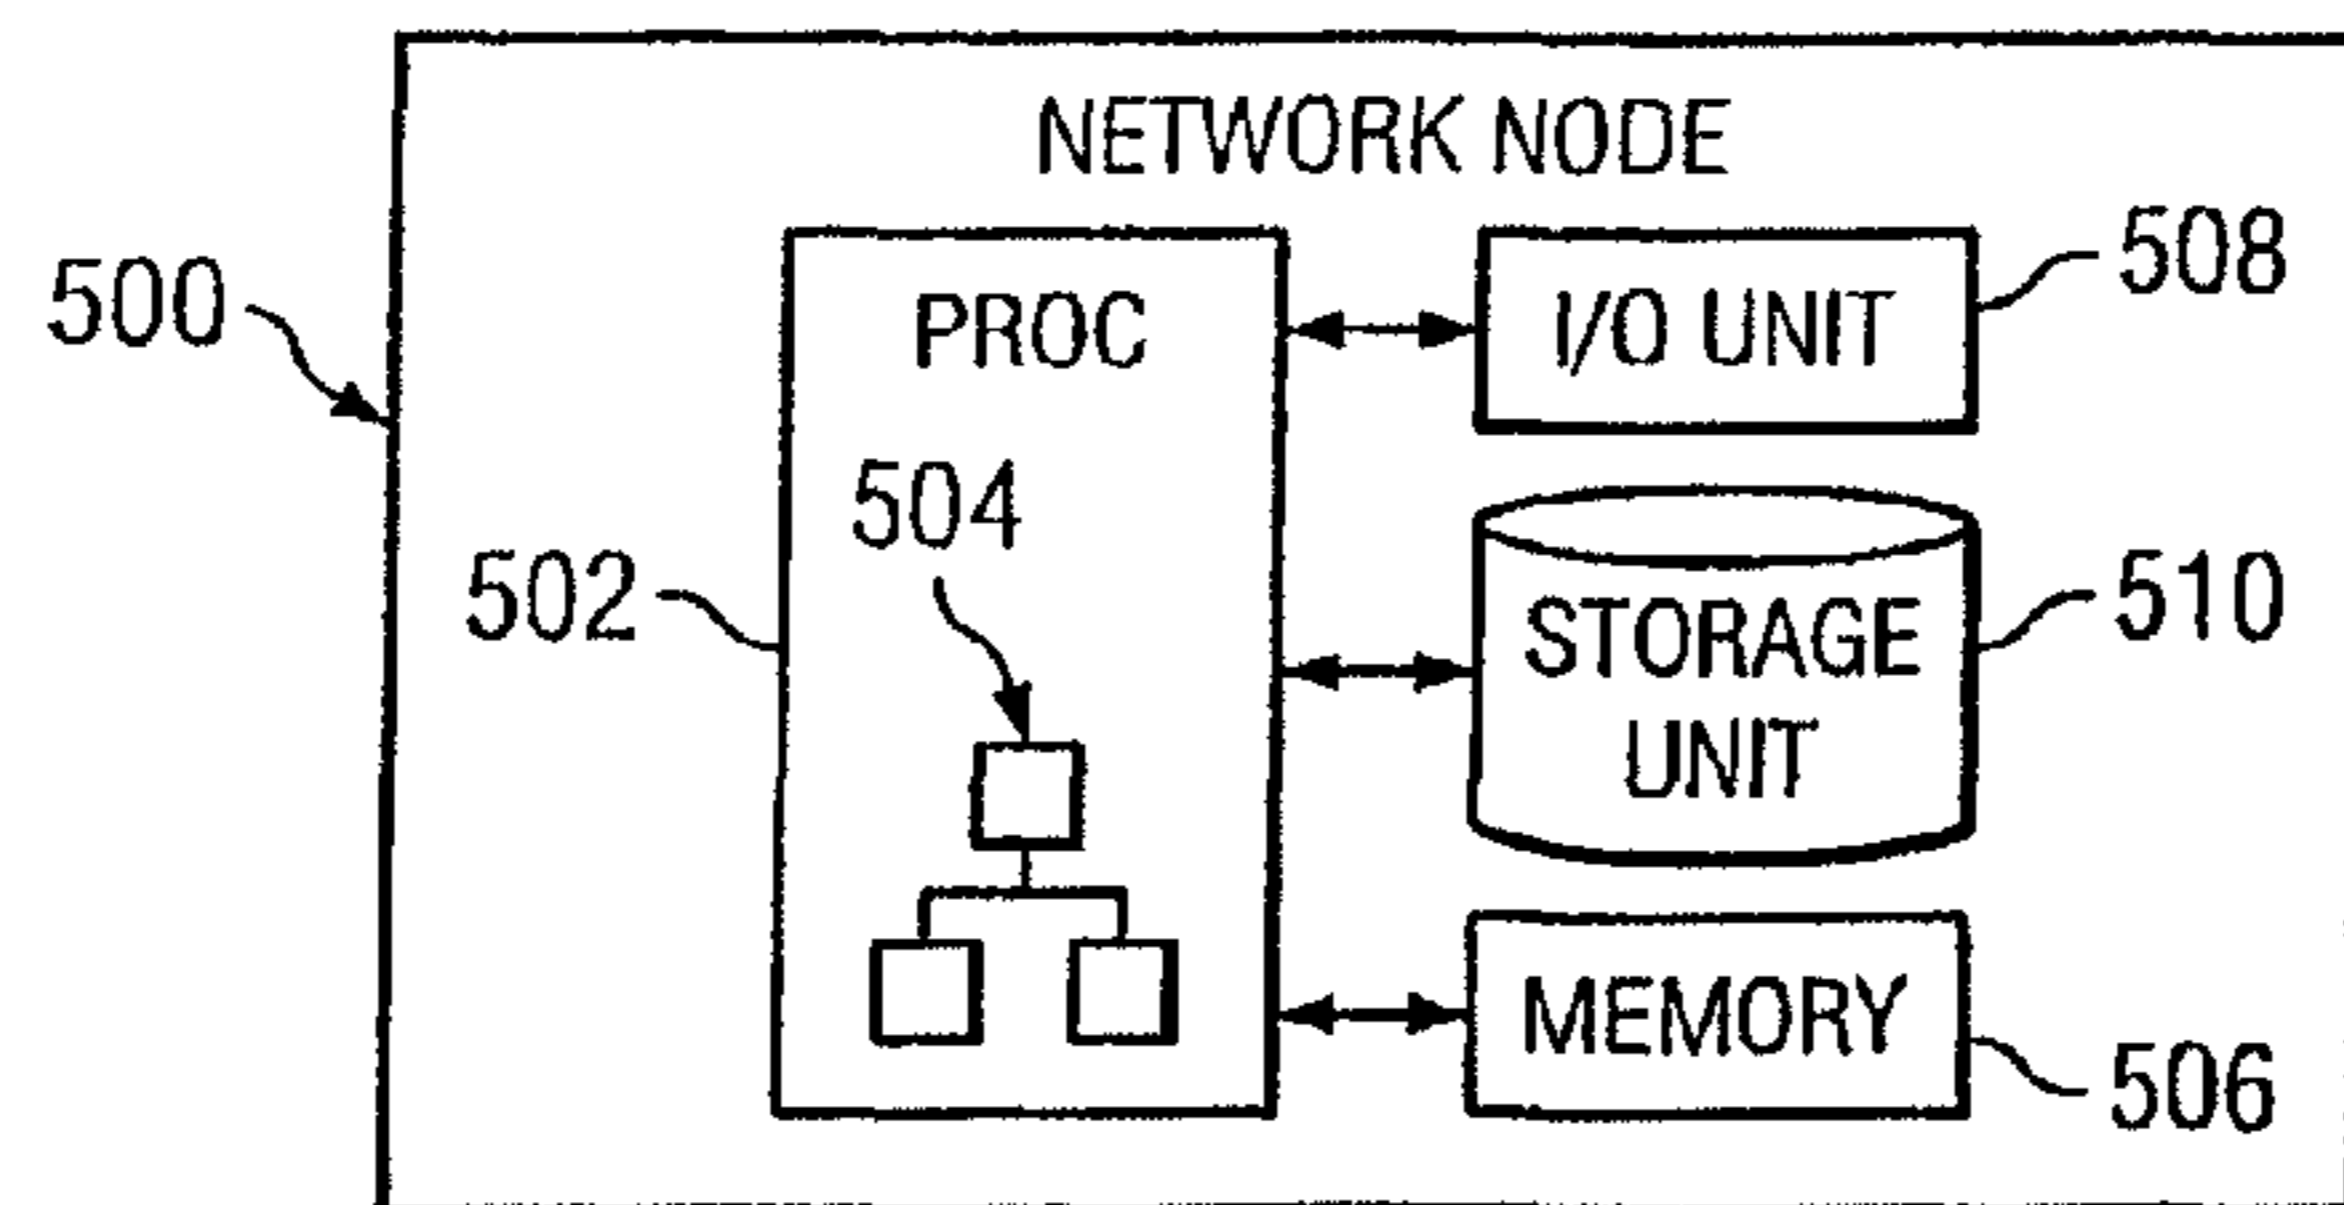 NETWORK NODE
500
PROC
I/O UNIT
508
504
502
STORAGE
UNIT
510
MEMORY
506